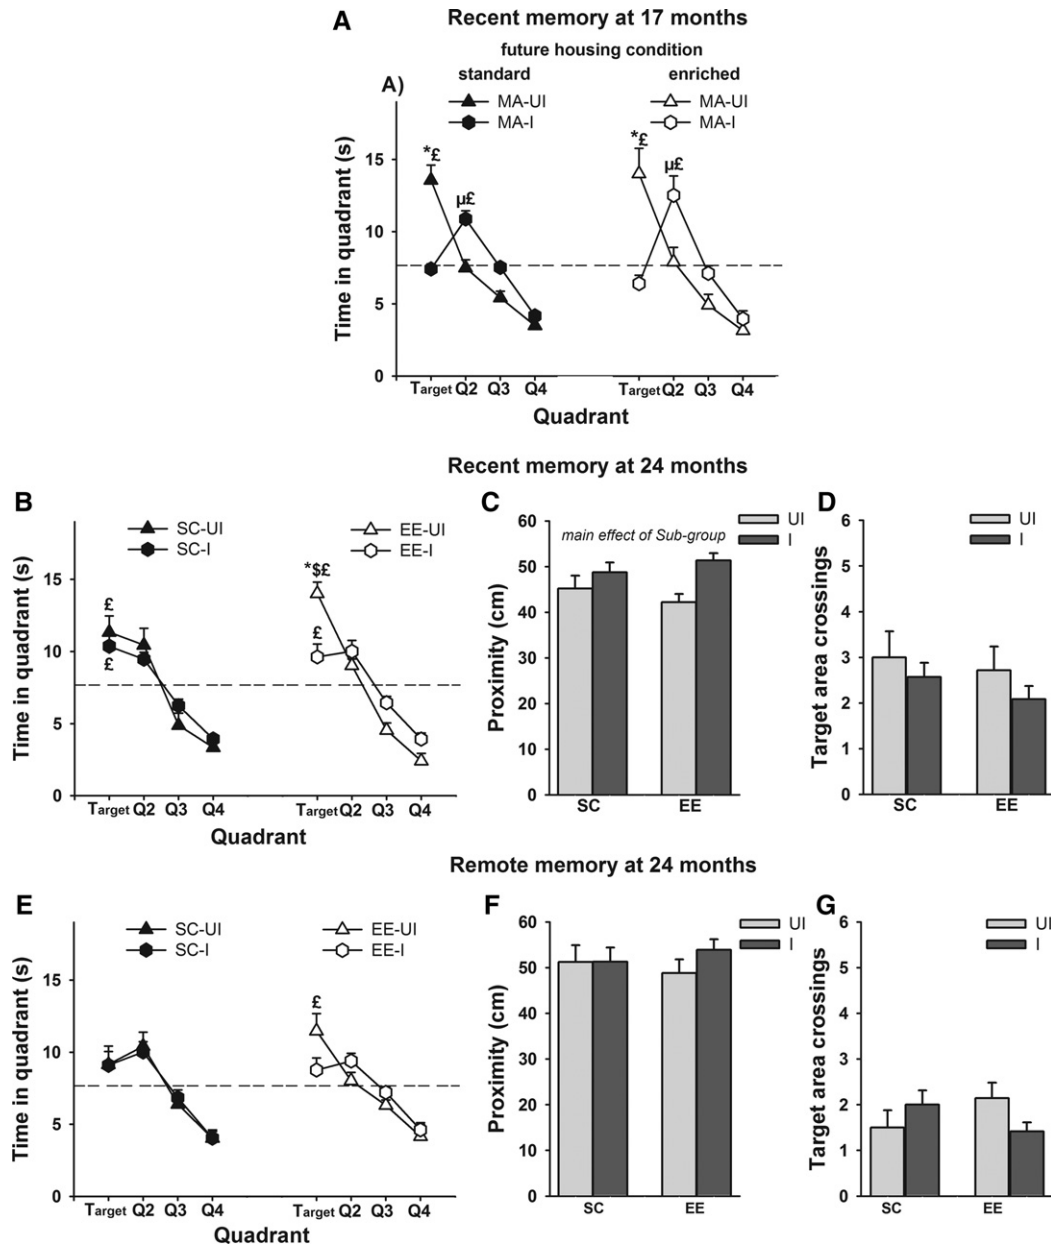 A Recent memory at 17 months
future housing condition
A) standard enriched
MA-UI MA-UI
MA-I MA-I
Time in quadrant (s)
15
10
5
0
*£ µ£ *£ µ£
Target Q2 Q3 Q4 Target Q2 Q3 Q4
Quadrant
Recent memory at 24 months
B
SC-UI EE-UI
SC-I EE-I
Time in quadrant (s)
15
10
5
0
£ £ *$£ £
Target Q2 Q3 Q4 Target Q2 Q3 Q4
Quadrant
C
UI
I
main effect of Sub-group
Proximity (cm)
60
50
40
30
20
10
0
SC EE
D
UI
I
Target area crossings
6
5
4
3
2
1
0
SC EE
Remote memory at 24 months
E
SC-UI EE-UI
SC-I EE-I
Time in quadrant (s)
15
10
5
0
£
Target Q2 Q3 Q4 Target Q2 Q3 Q4
Quadrant
F
UI
I
Proximity (cm)
60
50
40
30
20
10
0
SC EE
G
UI
I
Target area crossings
6
5
4
3
2
1
0
SC EE